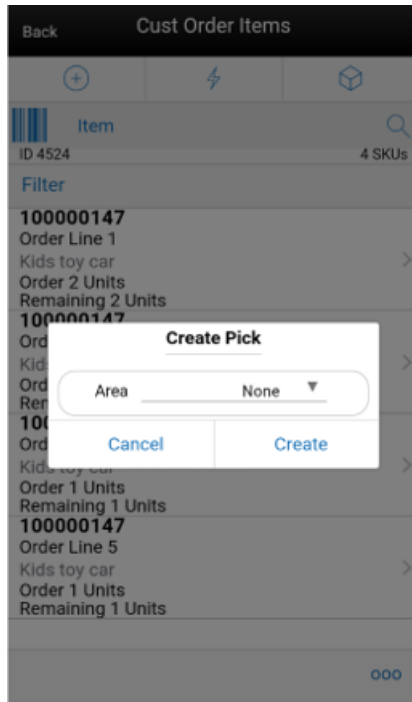 Back Cust Order Items
Item
ID 4524 4 SKUs
Filter
100000147
Order Line 1
Kids toy car
Order 2 Units
Remaining 2 Units
100000147
Create Pick
Area None
Cancel Create
Order 1 Units
Remaining 1 Units
100000147
Order Line 5
Kids toy car
Order 1 Units
Remaining 1 Units